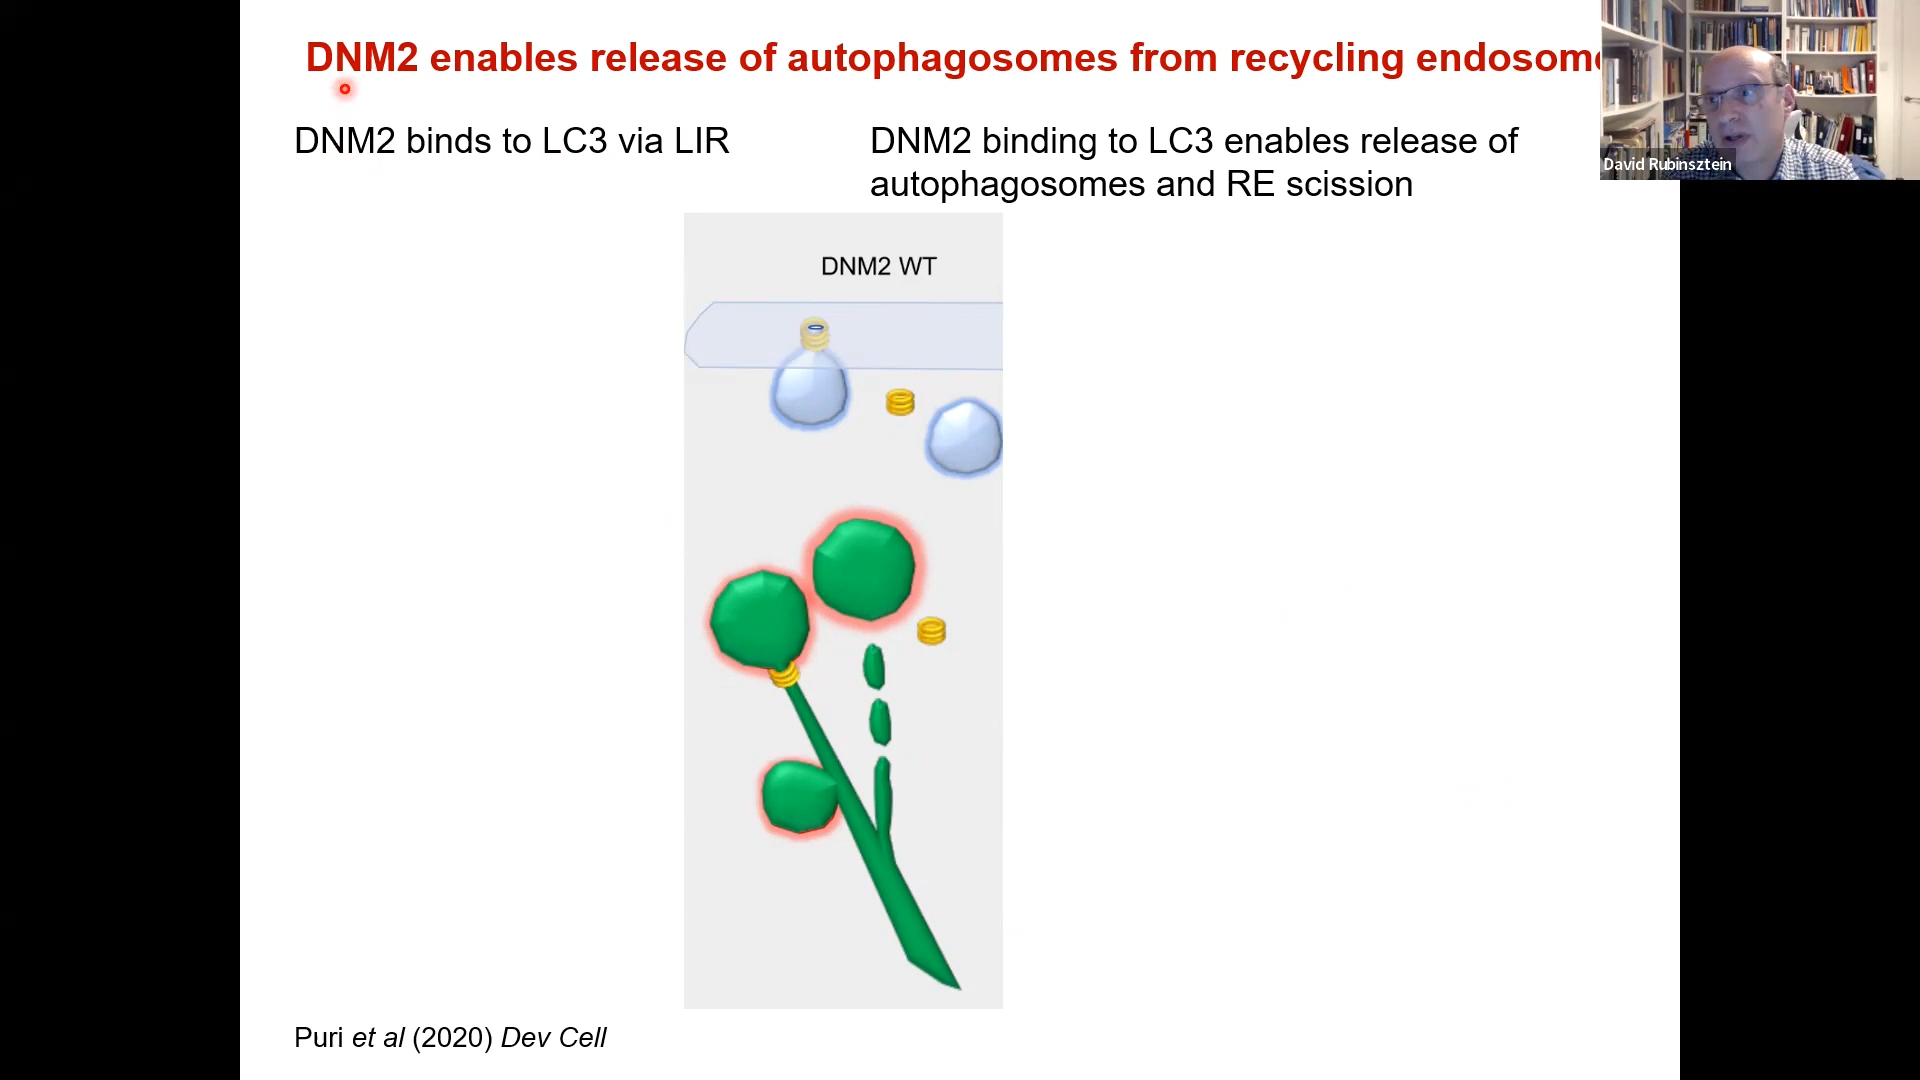 DNM2 enables release of autophagosomes from recycling endosome
David Rubinsztein
DNM2 binds to LC3 via LIR
DNM2 binding to LC3 enables release of
autophagosomes and RE scission
DNM2 WT
Puri et al (2020) Dev Cell